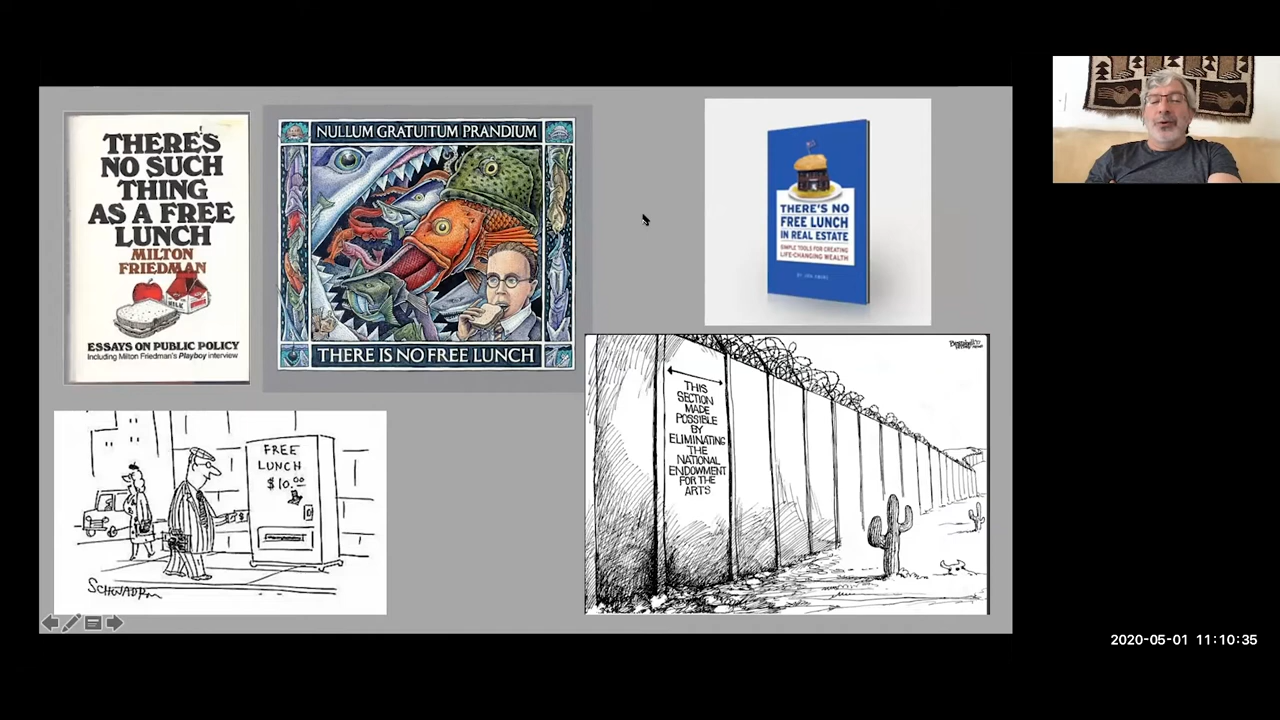 THERE'S
NO SUCH
THING
AS A FREE
LUNCH
MILTON
FRIEDMAN
MILK
ESSAYS ON PUBLIC POLICY
Including Milton Friedman's Playboy interview
NULLUM GRATUITUM PRANDIUM
THERE IS NO FREE LUNCH
THERE'S NO
FREE LUNCH
IN REAL ESTATE
SIMPLE TOOLS FOR CREATING
LIFE-CHANGING WEALTH
FREE
LUNCH
$10.00
SCHWADRON
THIS
SECTION
MADE
POSSIBLE
BY
ELIMINATING
THE
NATIONAL
ENDOWMENT
FOR THE
ARTS
2020-05-01 11:10:35